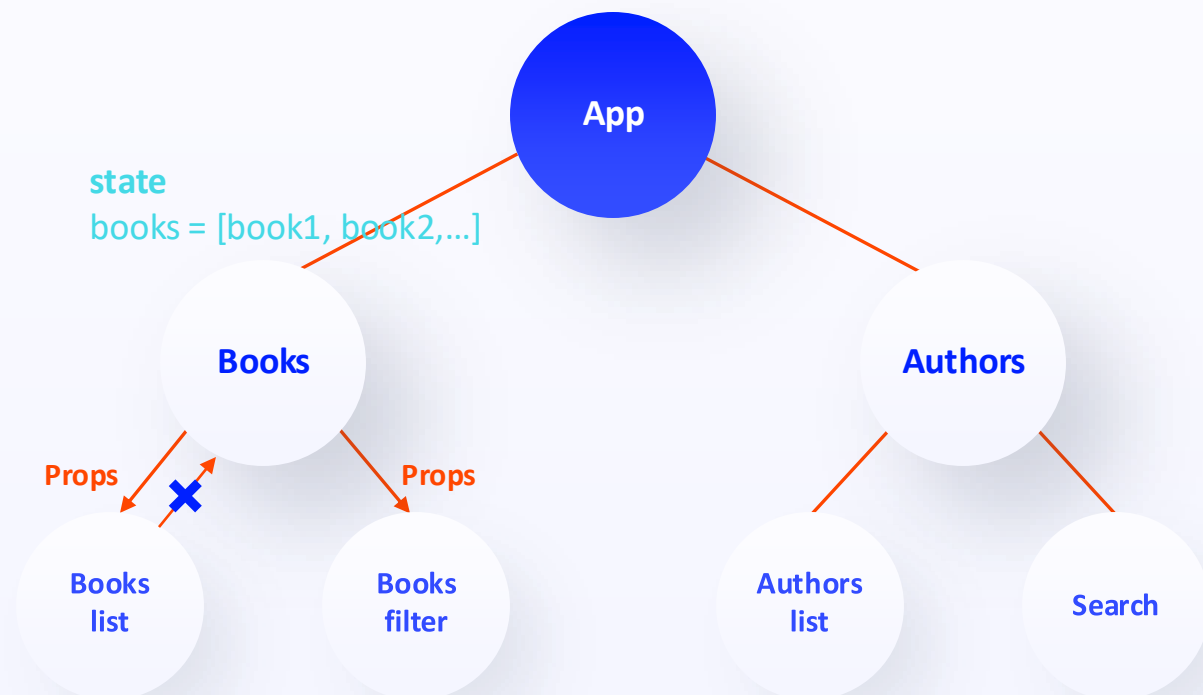 App
state
books = [book1, book2,...]
Books
Authors
Props
Props
Books
list
Books
filter
Authors
list
Search